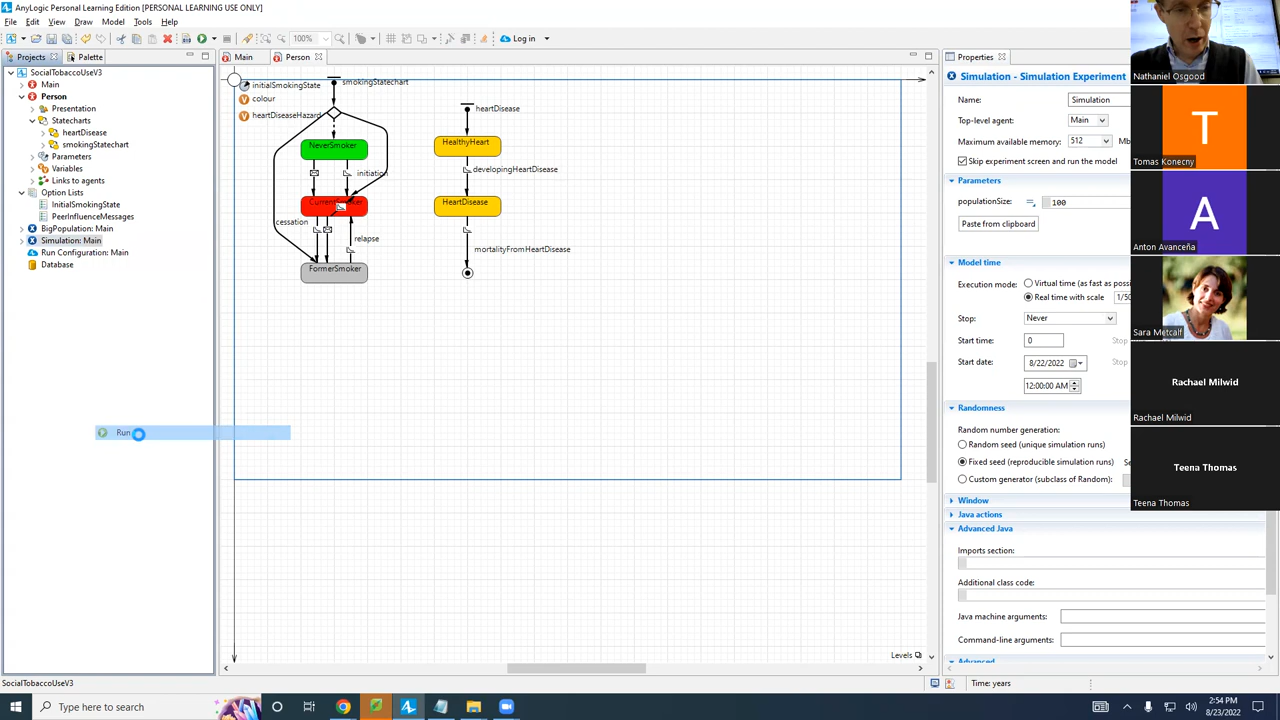 AnyLogic Personal Learning Edition [PERSONAL LEARNING USE ONLY]
File Edit View Draw Model Tools Help
100% Log in
Projects Palette
Main Person
Properties
SocialTobaccoUseV3
Main
Person
Presentation
Statecharts
heartDisease
smokingStatechart
Parameters
Variables
Links to agents
Option Lists
InitialSmokingState
PeerInfluenceMessages
BigPopulation: Main
Simulation: Main
Run Configuration: Main
Database
Run
initialSmokingState
colour
heartDiseaseHazard
smokingStatechart
NeverSmoker
initiation
cessation
relapse
FormerSmoker
heartDisease
HealthyHeart
developingHeartDisease
HeartDisease
mortalityFromHeartDisease
Levels
Simulation - Simulation Experiment
Name: Simulation
Top-level agent: Main
Maximum available memory: 512 Mb
Skip experiment screen and run the model
Parameters
populationSize: 100
Paste from clipboard
Model time
Execution mode: Virtual time (as fast as possi
Real time with scale 1/50
Stop: Never
Start time: 0 Stop
Start date: 8/22/2022 Stop
12:00:00 AM
Randomness
Random number generation:
Random seed (unique simulation runs)
Fixed seed (reproducible simulation runs) Se
Custom generator (subclass of Random):
Window
Java actions
Advanced Java
Imports section:
Additional class code:
Java machine arguments:
Command-line arguments:
Advanced
Nathaniel Osgood
T
Tomas Konecny
A
Anton Avanceña
Sara Metcalf
Rachael Milwid
Rachael Milwid
Teena Thomas
Teena Thomas
SocialTobaccoUseV3
Time: years
Type here to search
2:54 PM
8/23/2022